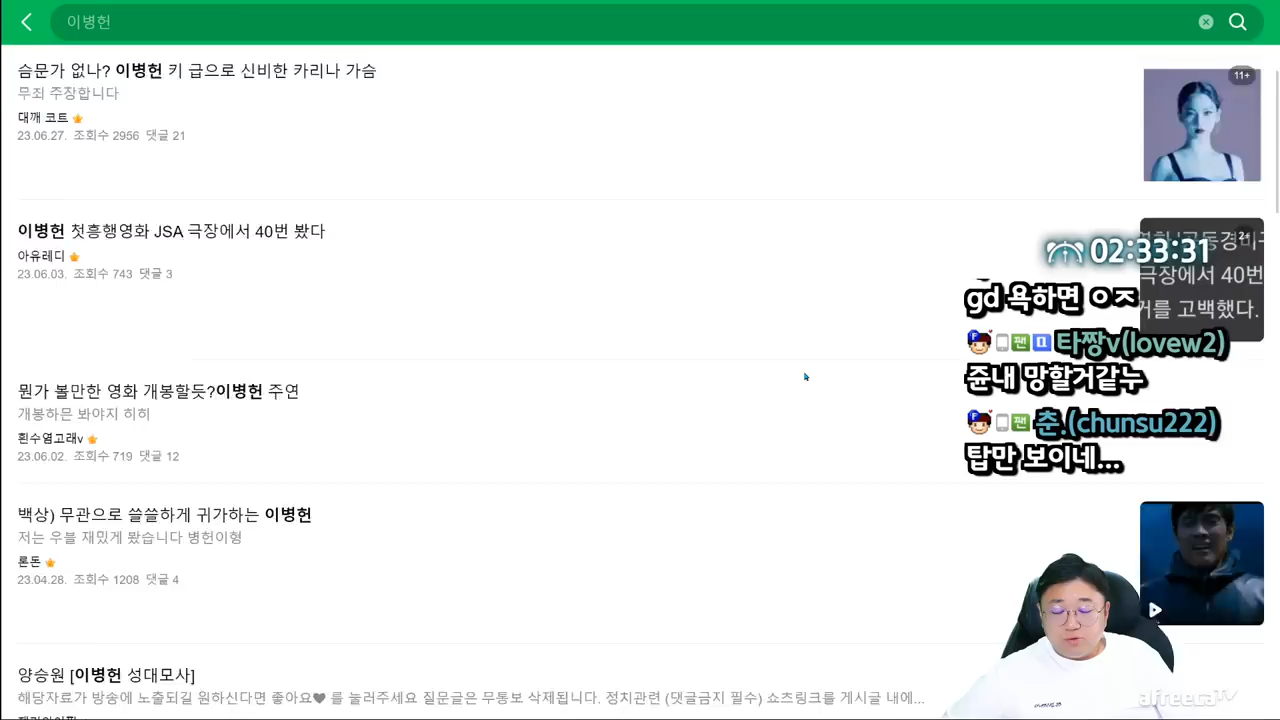 이병헌
슴문가 없나? 이병헌 키 급으로 신비한 카리나 가슴
무죄 주장합니다
대깨 코트
23.06.27. 조회수 2956 댓글 21
11+
이병헌 첫흥행영화 JSA 극장에서 40번 봤다
아유레디
23.06.03. 조회수 743 댓글 3
2+
극장에서 40번
거를 고백했다.
02:33:31
gd 욕하면 ㅇㅈ
팬 타짱v(lovew2)
쥰내 망할거같누
팬 춘.(chunsu222)
탑만 보이네...
뭔가 볼만한 영화 개봉할듯?이병헌 주연
개봉하믄 봐야지 히히
흰수염고래v
23.06.02. 조회수 719 댓글 12
백상) 무관으로 쓸쓸하게 귀가하는 이병헌
저는 우블 재밌게 봤습니다 병헌이형
론돈
23.04.28. 조회수 1208 댓글 4
양승원 [이병헌 성대모사]
해당자료가 방송에 노출되길 원하신다면 좋아요♥ 를 눌러주세요 질문글은 무통보 삭제됩니다. 정치관련 (댓글금지 필수) 쇼츠링크를 게시글 내에...
afreecaTV